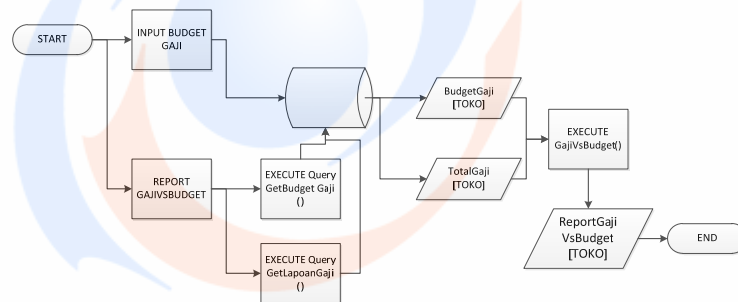 START
INPUT BUDGET
GAJI
BudgetGaji
[TOKO]
EXECUTE
GajiVsBudget()
TotalGaji
[TOKO]
REPORT
GAJIVSBUDGET
EXECUTE Query
GetBudget Gaji
()
ReportGaji
VsBudget
[TOKO]
END
EXECUTE Query
GetLapoanGaji
()